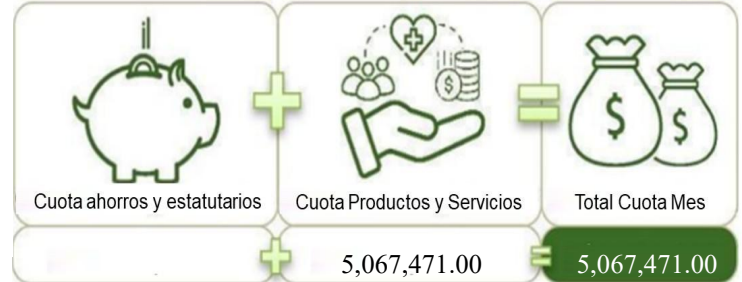 Cuota ahorros y estatutarios
Cuota Productos y Servicios
Total Cuota Mes
5,067,471.00
5,067,471.00